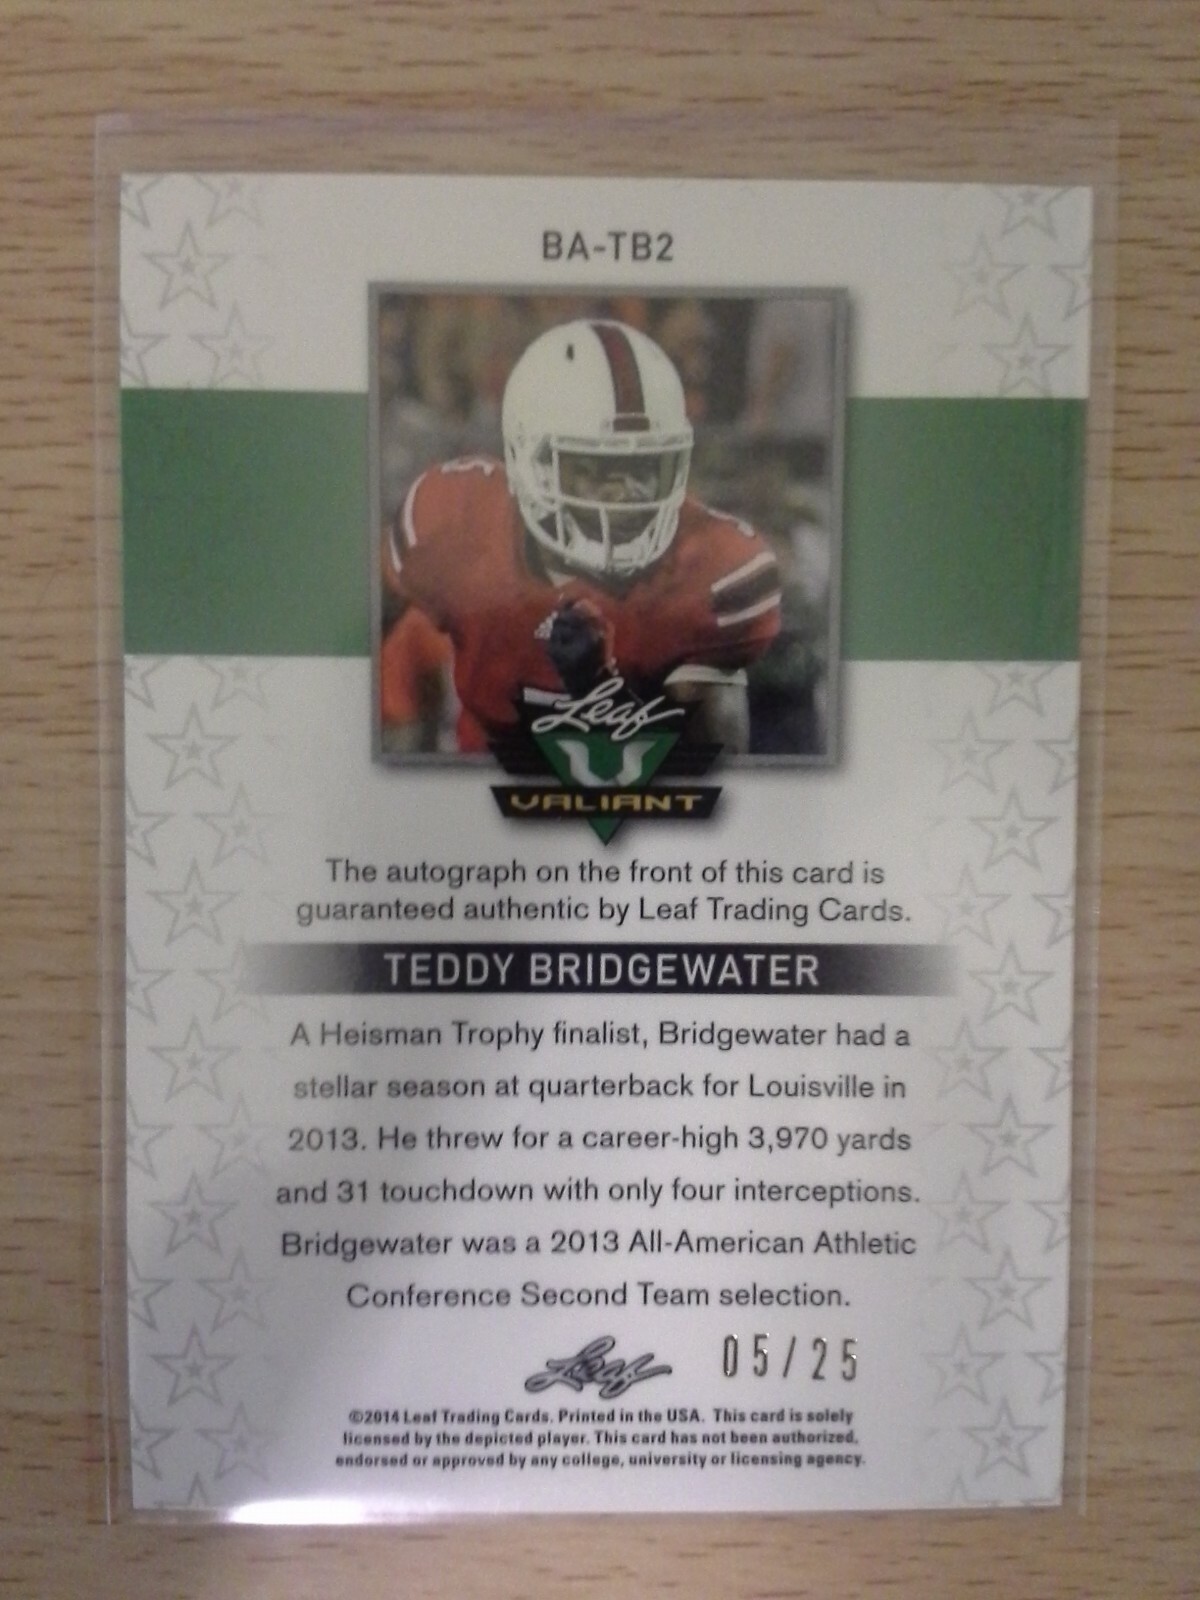 BA-TB2
Leaf
VALIANT
The autograph on the front of this card is
guaranteed authentic by Leaf Trading Cards.
TEDDY BRIDGEWATER
A Heisman Trophy finalist, Bridgewater had a
stellar season at quarterback for Louisville in
2013. He threw for a career-high 3,970 yards
and 31 touchdown with only four interceptions.
Bridgewater was a 2013 All-American Athletic
Conference Second Team selection.
Leaf 05/25
©2014 Leaf Trading Cards. Printed in the USA. This card is solely
licensed by the depicted player. This card has not been authorized,
endorsed or approved by any college, university or licensing agency.